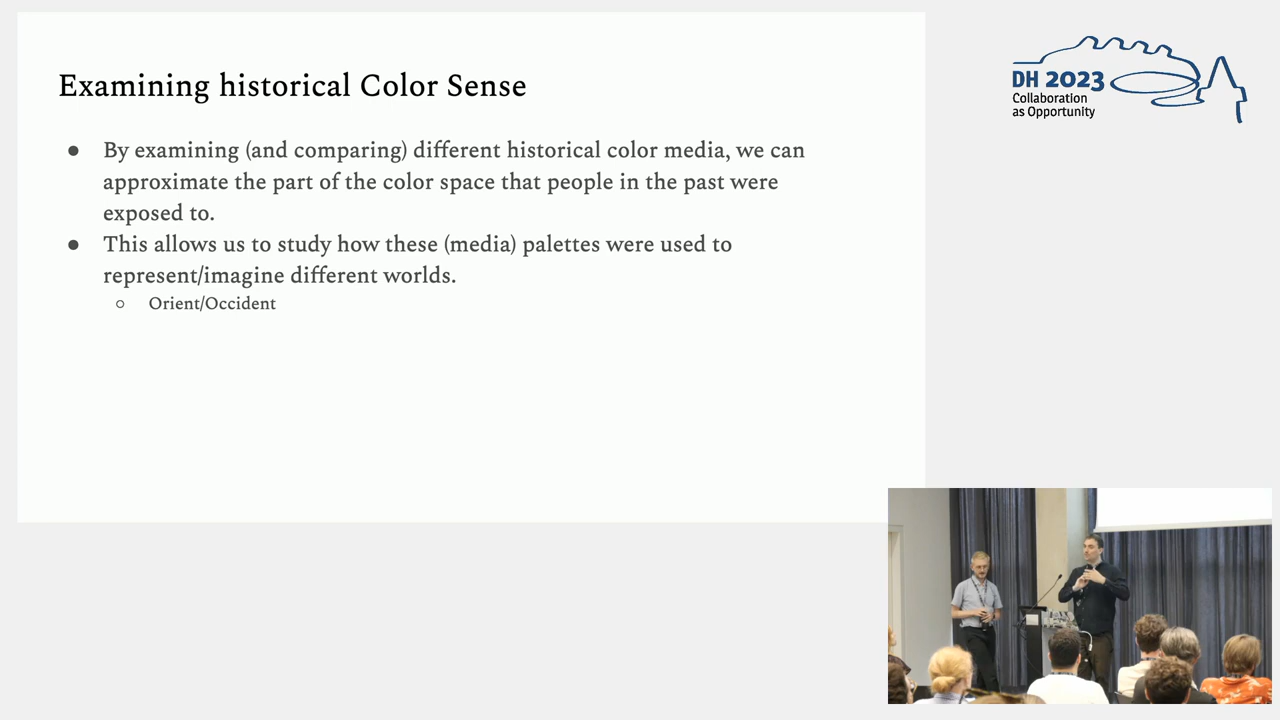 Examining historical Color Sense
● By examining (and comparing) different historical color media, we can
approximate the part of the color space that people in the past were
exposed to.
● This allows us to study how these (media) palettes were used to
represent/imagine different worlds.
○ Orient/Occident
DH 2023
Collaboration
as Opportunity